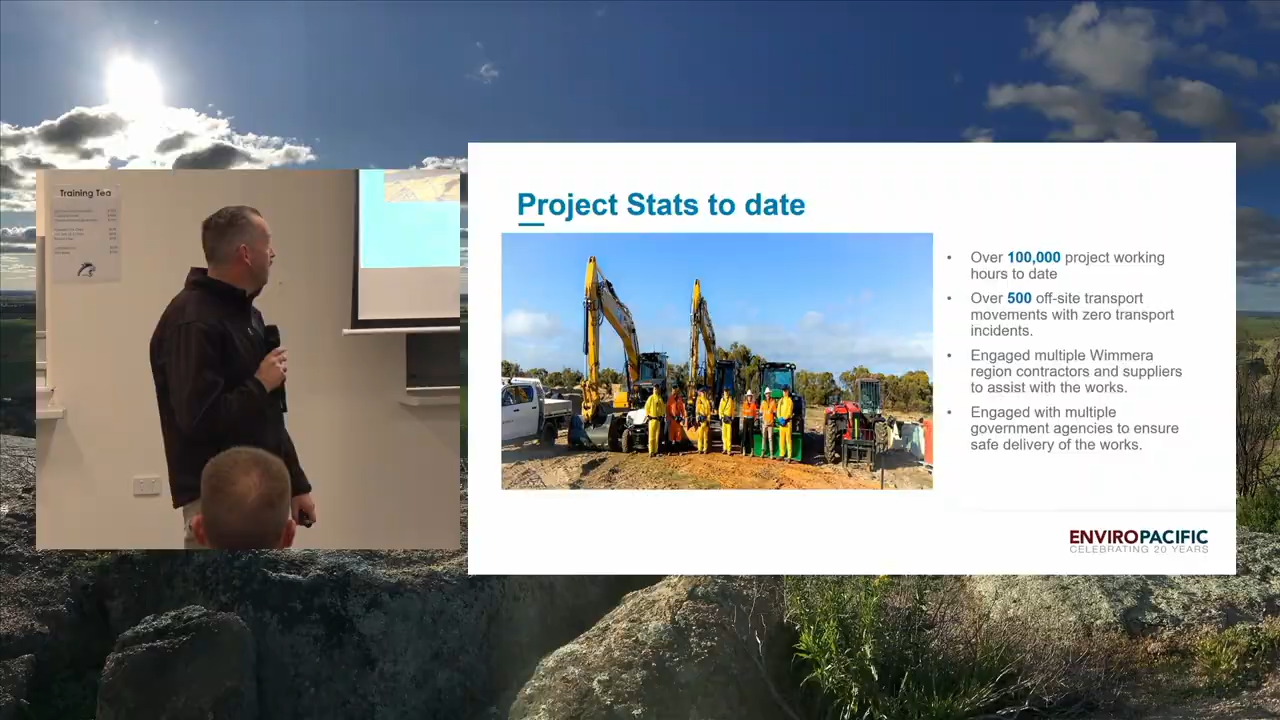 Training Tea
Project Stats to date
• Over 100,000 project working
hours to date
• Over 500 off-site transport
movements with zero transport
incidents.
• Engaged multiple Wimmera
region contractors and suppliers
to assist with the works.
• Engaged with multiple
government agencies to ensure
safe delivery of the works.
ENVIROPACIFIC
CELEBRATING 20 YEARS